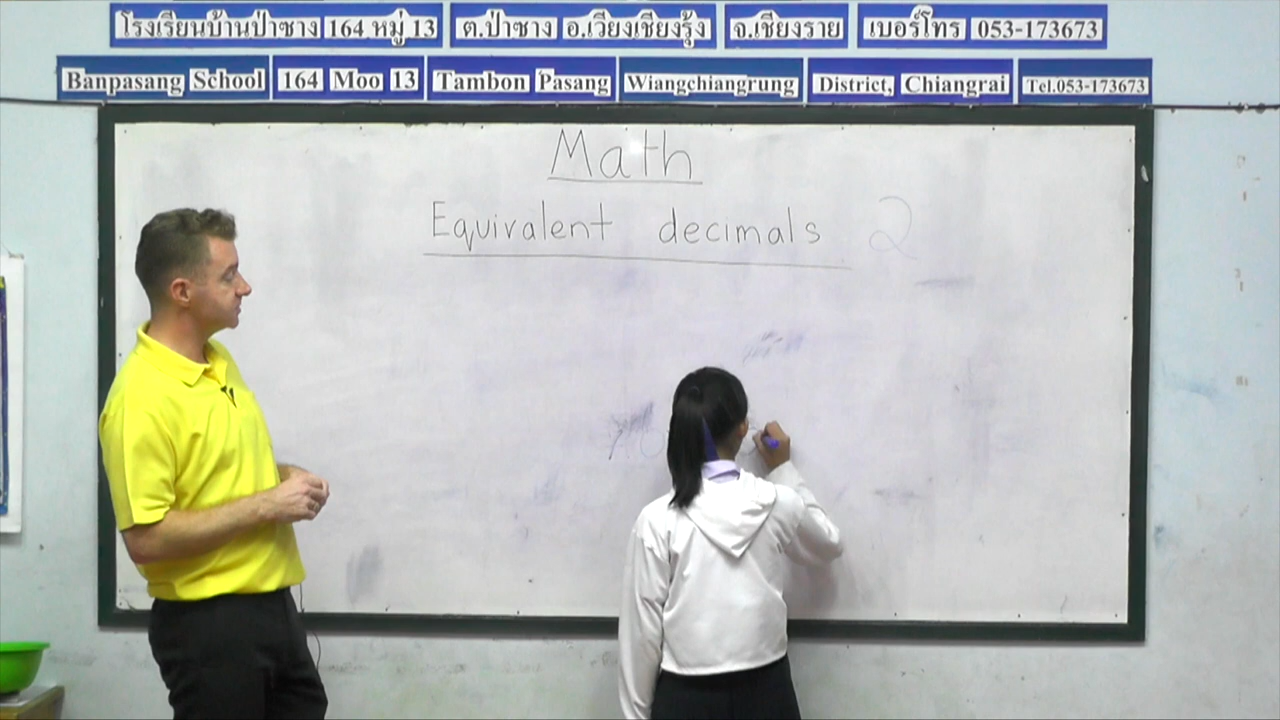 โรงเรียนบ้านป่าซาง 164 หมู่ 13 ต.ป่าซาง อ.เวียงเชียงรุ้ง จ.เชียงราย เบอร์โทร 053-173673
Banpasang School 164 Moo 13 Tambon Pasang Wiangchiangrung District, Chiangrai Tel.053-173673
Math
Equivalent decimals 2